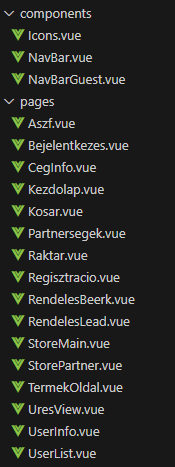 components
Icons.vue
NavBar.vue
NavBarGuest.vue
pages
Aszf.vue
Bejelentkezes.vue
CegInfo.vue
Kezdolap.vue
Kosar.vue
Partnersegek.vue
Raktar.vue
Regisztracio.vue
RendelesBeerk.vue
RendelesLead.vue
StoreMain.vue
StorePartner.vue
TermekOldal.vue
UresView.vue
UserInfo.vue
UserList.vue